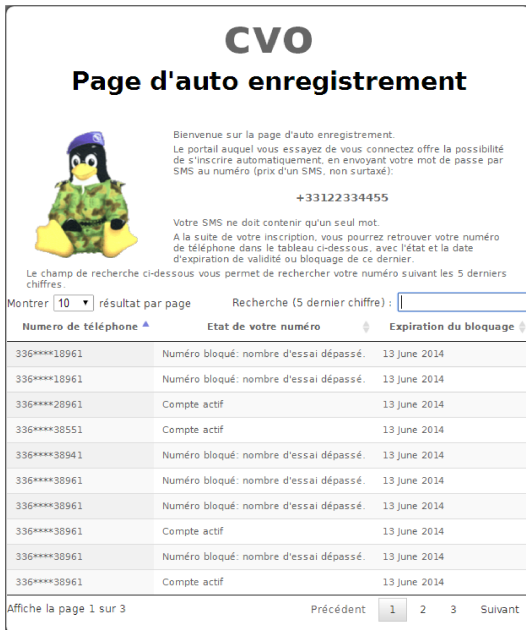 CVO
Page d'auto enregistrement
Bienvenue sur la page d'auto enregistrement.
Le portail auquel vous essayez de vous connectez offre la possibilité
de s'inscrire automatiquement, en envoyant votre mot de passe par
SMS au numéro (prix d'un SMS, non surtaxé):
+33122334455
Votre SMS ne doit contenir qu'un seul mot.
A la suite de votre inscription, vous pourrez retrouver votre numéro
de téléphone dans le tableau ci-dessous, avec l'état et la date
d'expiration de validité ou bloquage de ce dernier.
Le champ de recherche ci-dessous vous permet de rechercher votre numéro suivant les 5 derniers
chiffres.
Montrer 10 résultat par page Recherche (5 dernier chiffre) :
Numero de téléphone Etat de votre numéro Expiration du bloquage
336****18961 Numéro bloqué: nombre d'essai dépassé. 13 June 2014
336****18961 Numéro bloqué: nombre d'essai dépassé. 13 June 2014
336****28961 Compte actif 13 June 2014
336****38551 Compte actif 13 June 2014
336****38941 Numéro bloqué: nombre d'essai dépassé. 13 June 2014
336****38961 Numéro bloqué: nombre d'essai dépassé. 13 June 2014
336****38961 Numéro bloqué: nombre d'essai dépassé. 13 June 2014
336****38961 Compte actif 13 June 2014
336****38961 Numéro bloqué: nombre d'essai dépassé. 13 June 2014
336****38961 Compte actif 13 June 2014
Affiche la page 1 sur 3 Précédent 1 2 3 Suivant